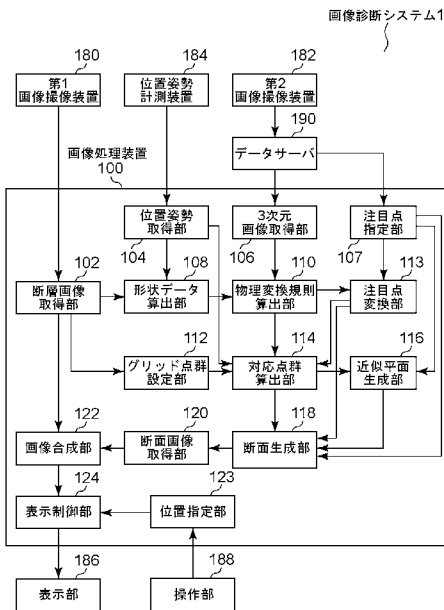 画像診断システム1
180
第1
画像撮像装置
184
位置姿勢
計測装置
182
第2
画像撮像装置
190
データサーバ
画像処理装置
100
位置姿勢
取得部
104
3次元
画像取得部
106
注目点
指定部
107
102
断層画像
取得部
108
形状データ
算出部
110
物理変換規則
算出部
113
注目点
変換部
112
グリッド点群
設定部
114
対応点群
算出部
116
近似平面
生成部
122
画像合成部
120
断面画像
取得部
118
断面生成部
124
表示制御部
123
位置指定部
186
表示部
188
操作部